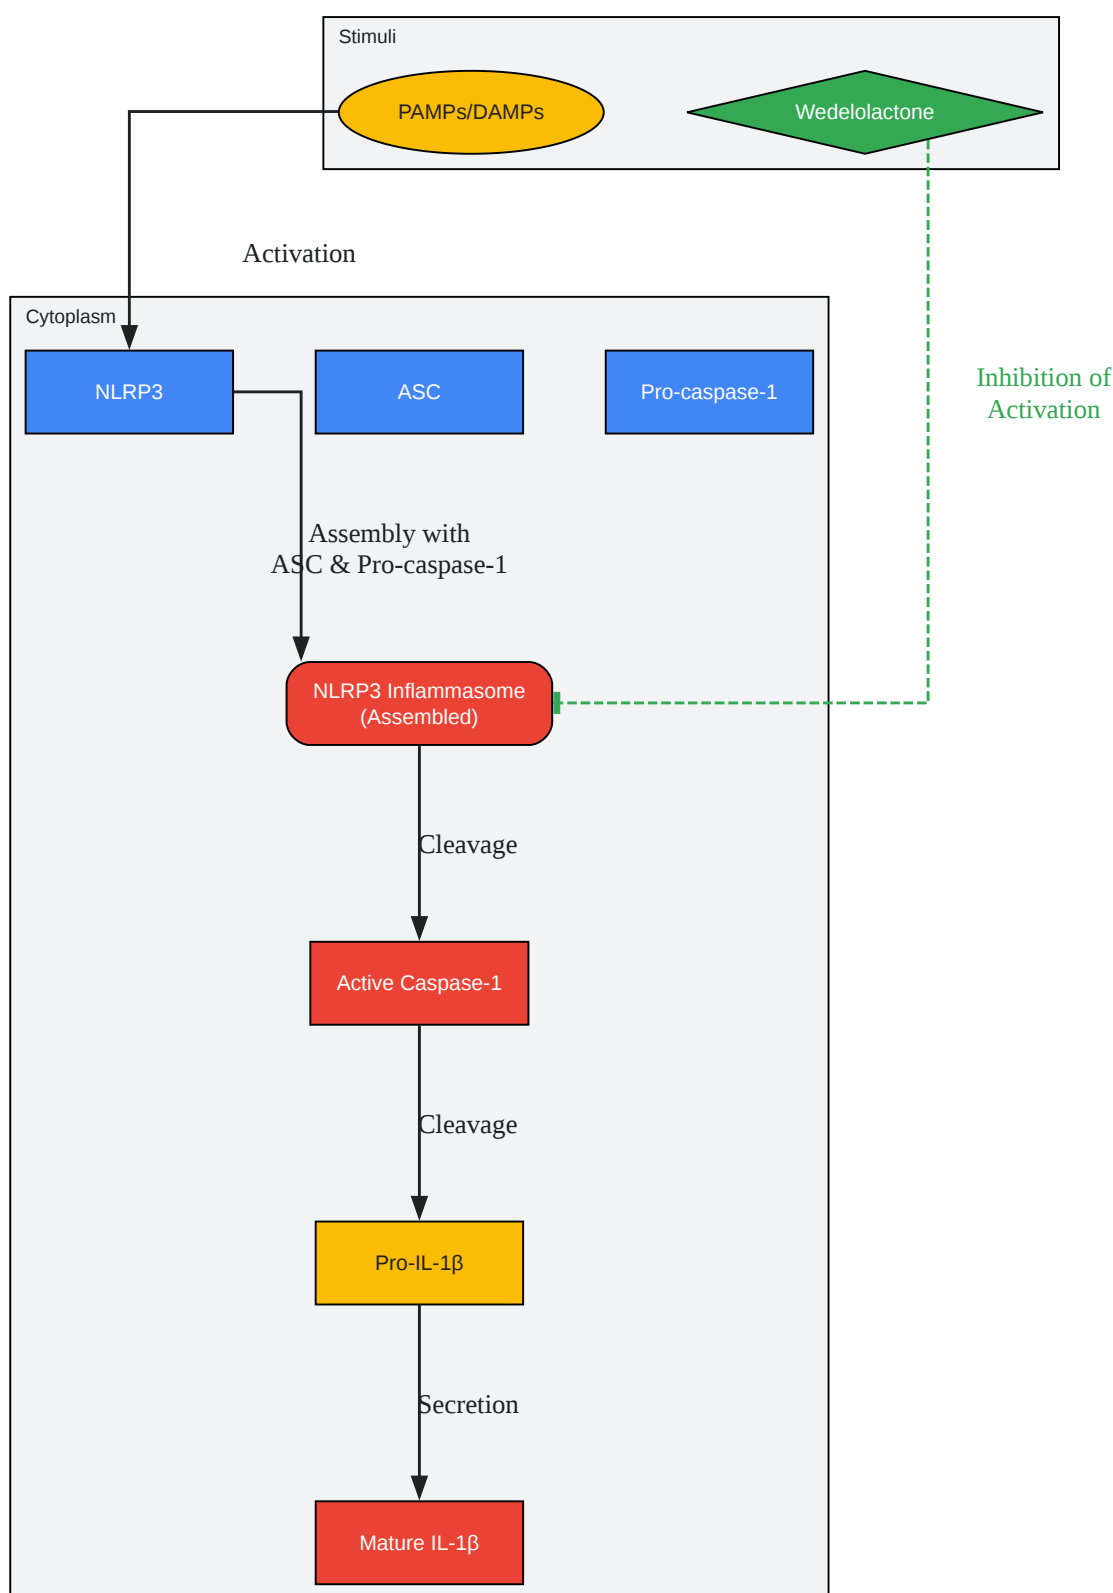 Stimuli
PAMPs/DAMPs
Wedelolactone
Activation
Cytoplasm
NLRP3
ASC
Pro-caspase-1
Inhibition of
Activation
Assembly with
ASC & Pro-caspase-1
NLRP3 Inflammasome
(Assembled)
Cleavage
Active Caspase-1
Cleavage
Pro-IL-1β
Secretion
Mature IL-1β